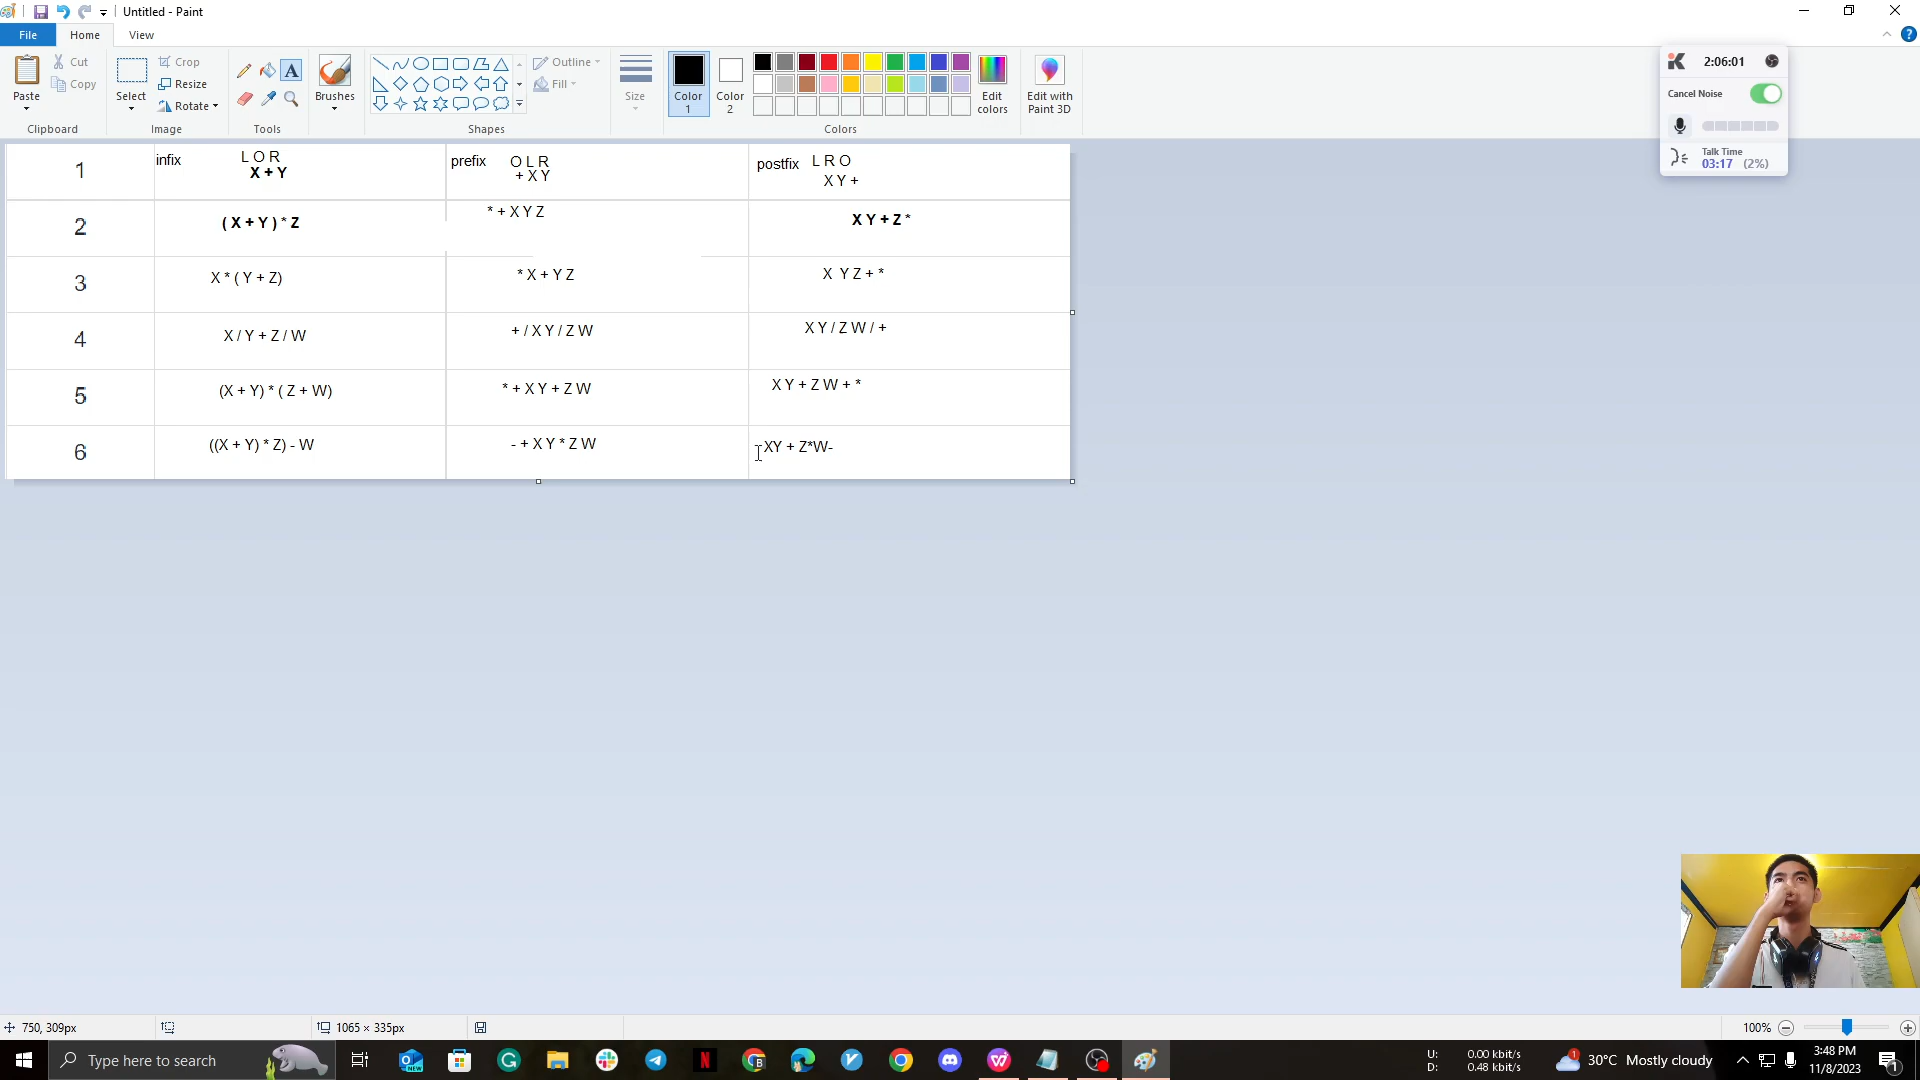 Untitled - Paint
File Home View
Paste
Cut
Copy
Clipboard
Select
Crop
Resize
Rotate
Image
A
Tools
Brushes
Outline
Fill
Shapes
Size
Color 1
Color 2
Edit colors
Colors
Edit with Paint 3D
2:06:01
Cancel Noise
Talk Time
03:17 (2%)
1 infix L O R prefix O L R postfix L R O
X + Y + X Y X Y +
2 ( X + Y ) * Z * + X Y Z X Y + Z *
3 X * ( Y + Z) * X + Y Z X Y Z + *
4 X / Y + Z / W + / X Y / Z W X Y / Z W / +
5 (X + Y) * ( Z + W) * + X Y + Z W X Y + Z W + *
6 ((X + Y) * Z) - W - + X Y * Z W XY + Z*W-
750, 309px 1065 × 335px 100%
Type here to search
NEW
U: 0.00 kbit/s
D: 0.48 kbit/s
1
30°C Mostly cloudy
3:48 PM
11/8/2023
1